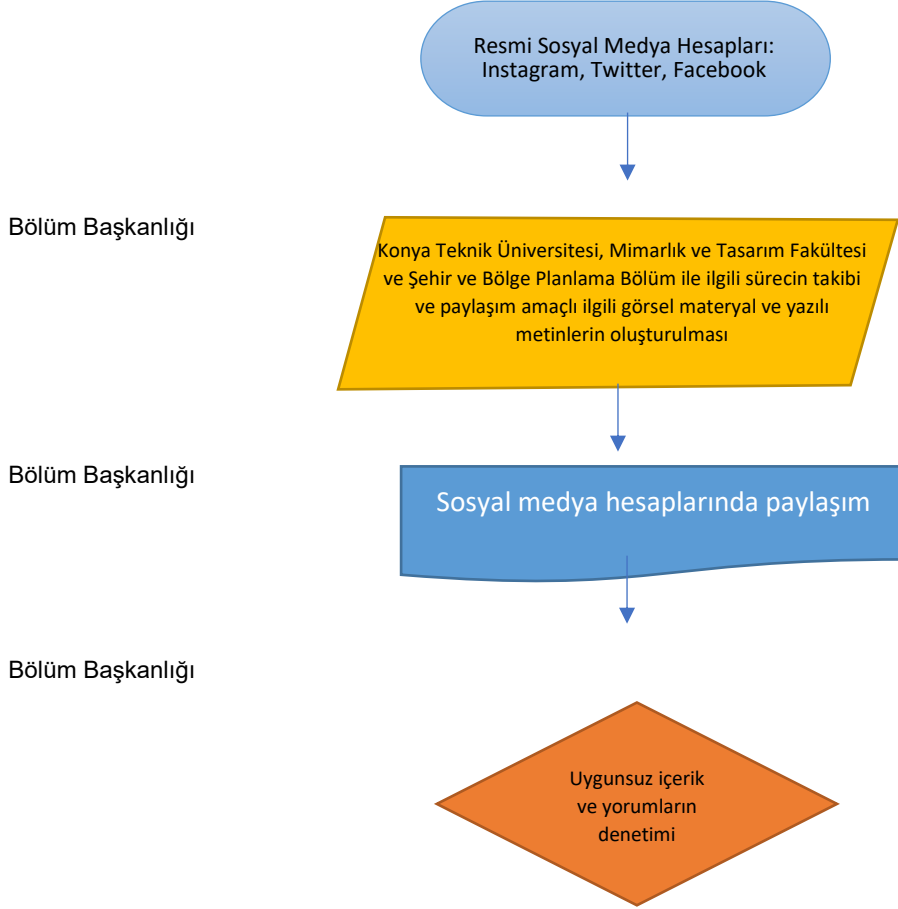 Resmi Sosyal Medya Hesapları:
Instagram, Twitter, Facebook
Bölüm Başkanlığı
Konya Teknik Üniversitesi, Mimarlık ve Tasarım Fakültesi
ve Şehir ve Bölge Planlama Bölüm ile ilgili sürecin takibi
ve paylaşım amaçlı ilgili görsel materyal ve yazılı
metinlerin oluşturulması
Bölüm Başkanlığı
Sosyal medya hesaplarında paylaşım
Bölüm Başkanlığı
Uygunsuz içerik
ve yorumların
denetimi